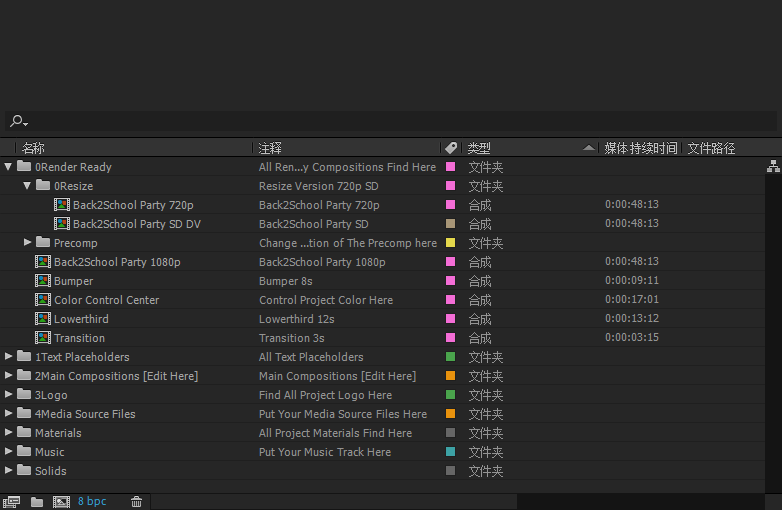 名称 注释 类型 媒体持续时间 文件路径
0Render Ready All Ren...y Compositions Find Here 文件夹
0Resize Resize Version 720p SD 文件夹
Back2School Party 720p Back2School Party 720p 合成 0:00:48:13
Back2School Party SD DV Back2School Party SD 合成 0:00:48:13
Precomp Change ...tion of The Precomp here 文件夹
Back2School Party 1080p Back2School Party 1080p 合成 0:00:48:13
Bumper Bumper 8s 合成 0:00:09:11
Color Control Center Control Project Color Here 合成 0:00:17:01
Lowerthird Lowerthird 12s 合成 0:00:13:12
Transition Transition 3s 合成 0:00:03:15
1Text Placeholders All Text Placeholders 文件夹
2Main Compositions [Edit Here] Main Compositions [Edit Here] 文件夹
3Logo Find All Project Logo Here 文件夹
4Media Source Files Put Your Media Source Files Here 文件夹
Materials All Project Materials Find Here 文件夹
Music Put Your Music Track Here 文件夹
Solids 文件夹
8 bpc